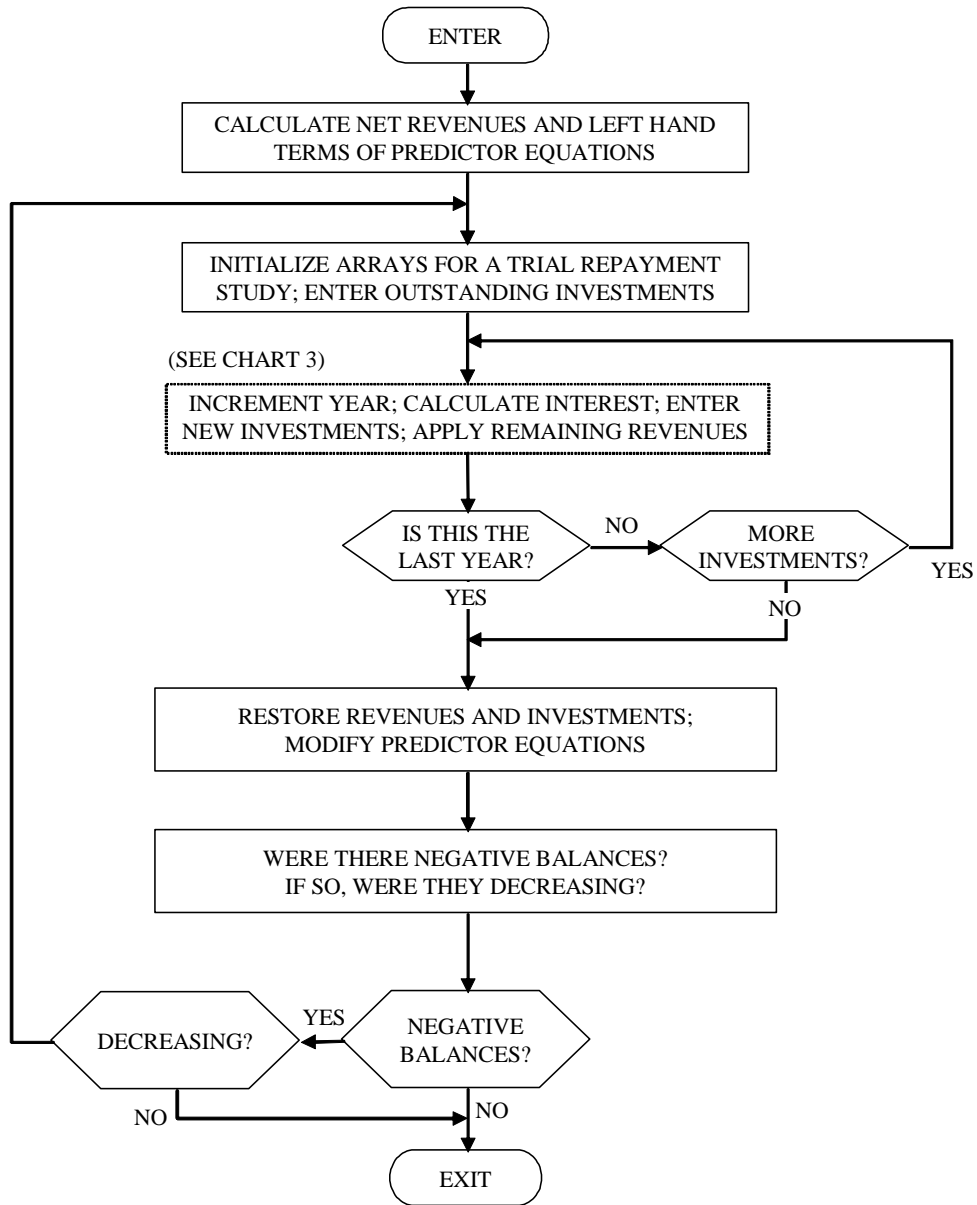 ENTER
CALCULATE NET REVENUES AND LEFT HAND
TERMS OF PREDICTOR EQUATIONS
INITIALIZE ARRAYS FOR A TRIAL REPAYMENT
STUDY; ENTER OUTSTANDING INVESTMENTS
(SEE CHART 3)
INCREMENT YEAR; CALCULATE INTEREST; ENTER
NEW INVESTMENTS; APPLY REMAINING REVENUES
IS THIS THE
LAST YEAR?
NO
MORE
INVESTMENTS?
YES
YES
NO
RESTORE REVENUES AND INVESTMENTS;
MODIFY PREDICTOR EQUATIONS
WERE THERE NEGATIVE BALANCES?
IF SO, WERE THEY DECREASING?
DECREASING?
YES
NEGATIVE
BALANCES?
NO
NO
EXIT